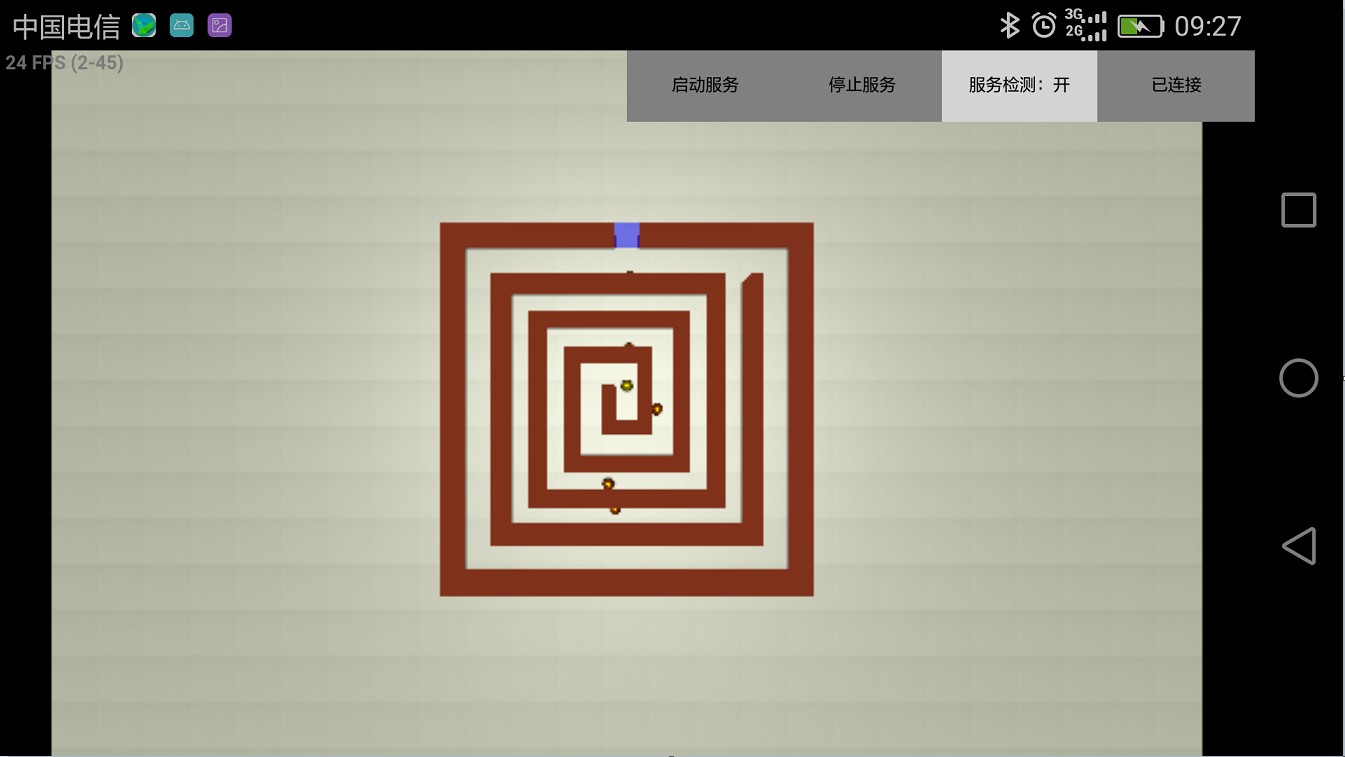 中国电信
3G
2G
09:27
24 FPS (2-45)
启动服务
停止服务
服务检测：开
已连接